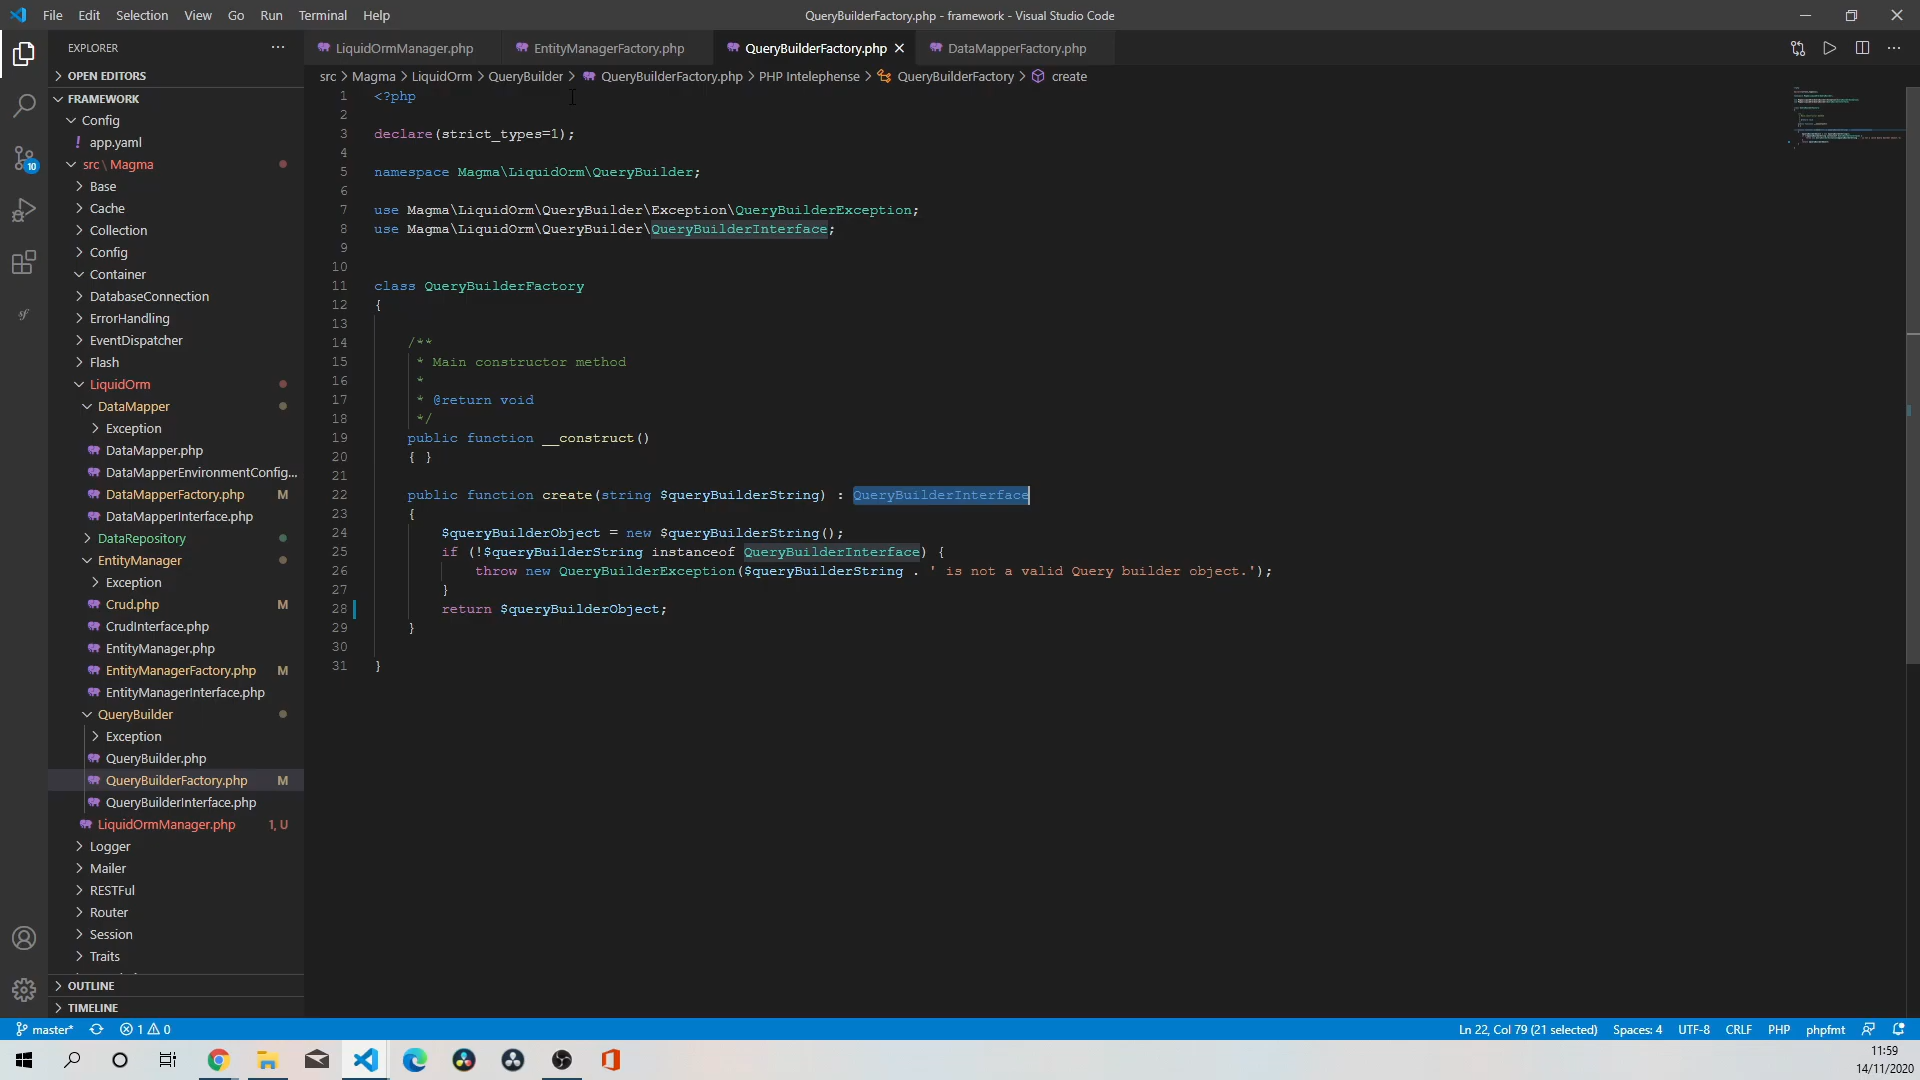 File Edit Selection View Go Run Terminal Help
QueryBuilderFactory.php - framework - Visual Studio Code
EXPLORER
LiquidOrmManager.php
EntityManagerFactory.php
QueryBuilderFactory.php
DataMapperFactory.php
src > Magma > LiquidOrm > QueryBuilder > QueryBuilderFactory.php > PHP Intelephense > QueryBuilderFactory > create
OPEN EDITORS
FRAMEWORK
Config
! app.yaml
src \ Magma
Base
Cache
Collection
Config
Container
DatabaseConnection
ErrorHandling
EventDispatcher
Flash
LiquidOrm
DataMapper
Exception
DataMapper.php
DataMapperEnvironmentConfig...
DataMapperFactory.php M
DataMapperInterface.php
DataRepository
EntityManager
Exception
Crud.php M
CrudInterface.php
EntityManager.php
EntityManagerFactory.php M
EntityManagerInterface.php
QueryBuilder
Exception
QueryBuilder.php
QueryBuilderFactory.php M
QueryBuilderInterface.php
LiquidOrmManager.php 1, U
Logger
Mailer
RESTFul
Router
Session
Traits
OUTLINE
TIMELINE
10
1 <?php
2
3 declare(strict_types=1);
4
5 namespace Magma\LiquidOrm\QueryBuilder;
6
7 use Magma\LiquidOrm\QueryBuilder\Exception\QueryBuilderException;
8 use Magma\LiquidOrm\QueryBuilder\QueryBuilderInterface;
9
10
11 class QueryBuilderFactory
12 {
13
14 /**
15 * Main constructor method
16 *
17 * @return void
18 */
19 public function __construct()
20 { }
21
22 public function create(string $queryBuilderString) : QueryBuilderInterface
23 {
24 $queryBuilderObject = new $queryBuilderString();
25 if (!$queryBuilderString instanceof QueryBuilderInterface) {
26 throw new QueryBuilderException($queryBuilderString . ' is not a valid Query builder object.');
27 }
28 return $queryBuilderObject;
29 }
30
31 }
master* 1 0
Ln 22, Col 79 (21 selected) Spaces: 4 UTF-8 CRLF PHP phpfmt
11:59
14/11/2020